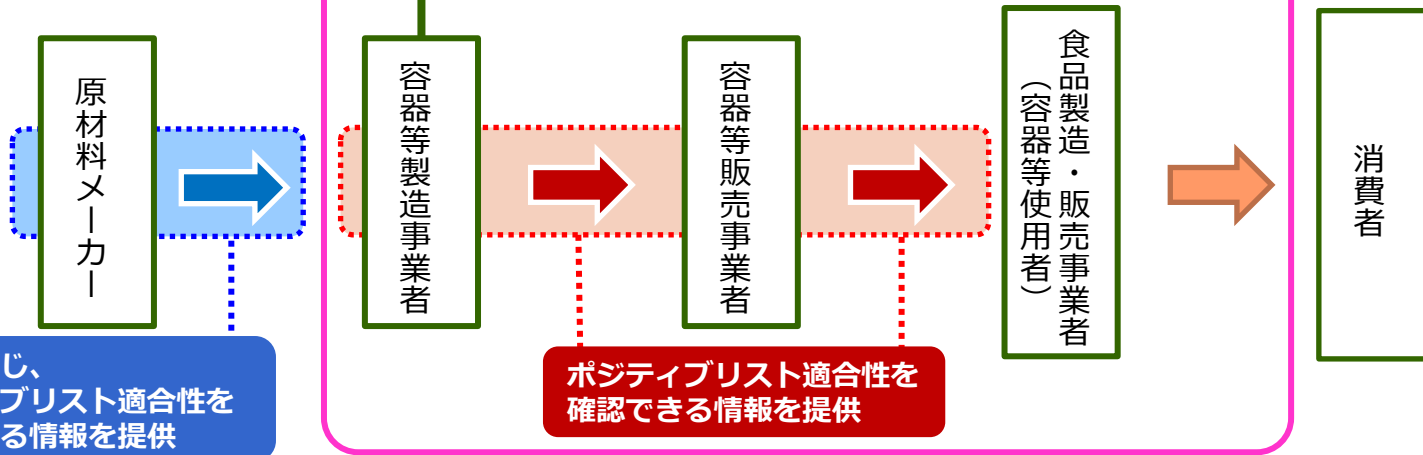 原材料メーカー
容器等製造事業者
容器等販売事業者
食品製造・販売事業者
（容器等使用者）
消費者
じ、
ブリスト適合性を
る情報を提供
ポジティブリスト適合性を
確認できる情報を提供